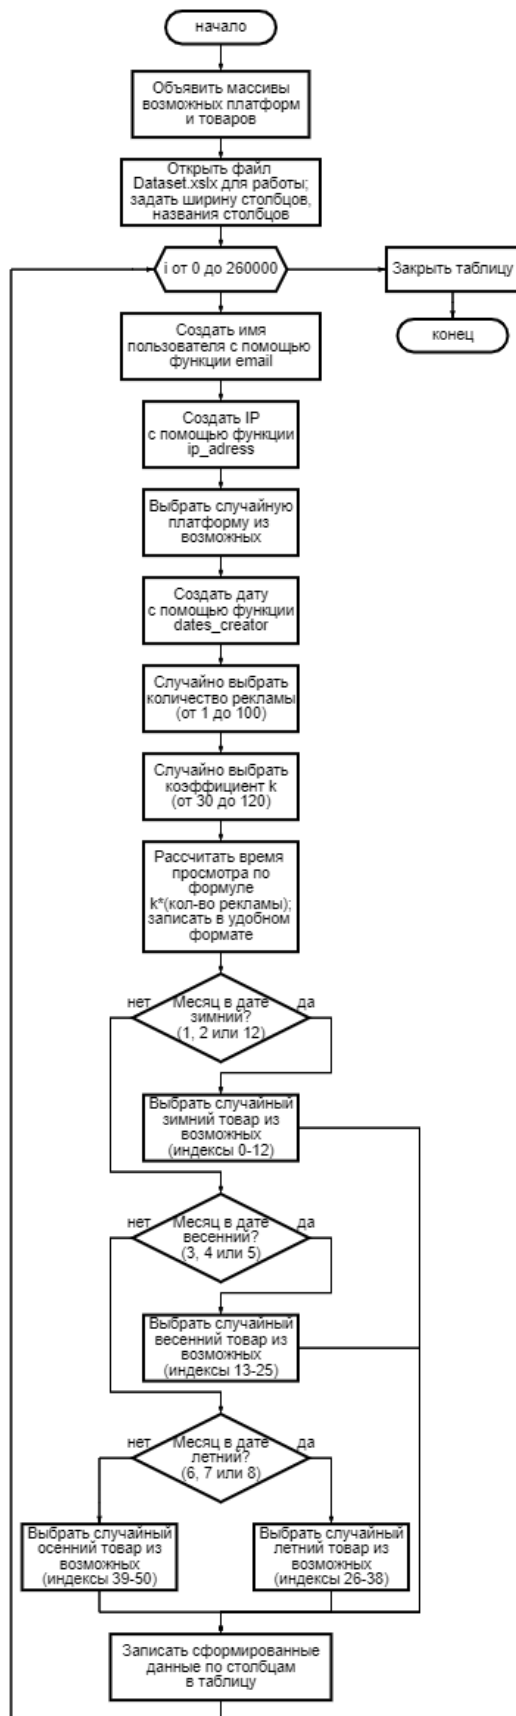 начало
Объявить массивы
возможных платформ
и товаров
Открыть файл
Dataset.xslx для работы;
задать ширину столбцов,
названия столбцов
i от 0 до 260000
Закрыть таблицу
конец
Создать имя
пользователя с помощью
функции email
Создать IP
с помощью функции
ip_adress
Выбрать случайную
платформу из
возможных
Создать дату
с помощью функции
dates_creator
Случайно выбрать
количество рекламы
(от 1 до 100)
Случайно выбрать
коэффициент k
(от 30 до 120)
Рассчитать время
просмотра по
формуле
k*(кол-во рекламы);
записать в удобном
формате
нет
Месяц в дате
зимний?
(1, 2 или 12)
да
Выбрать случайный
зимний товар из
возможных
(индексы 0-12)
нет
Месяц в дате
весенний?
(3, 4 или 5)
да
Выбрать случайный
весенний товар из
возможных
(индексы 13-25)
нет
Месяц в дате
летний?
(6, 7 или 8)
да
Выбрать случайный
осенний товар из
возможных
(индексы 39-50)
Выбрать случайный
летний товар из
возможных
(индексы 26-38)
Записать сформированные
данные по столбцам
в таблицу